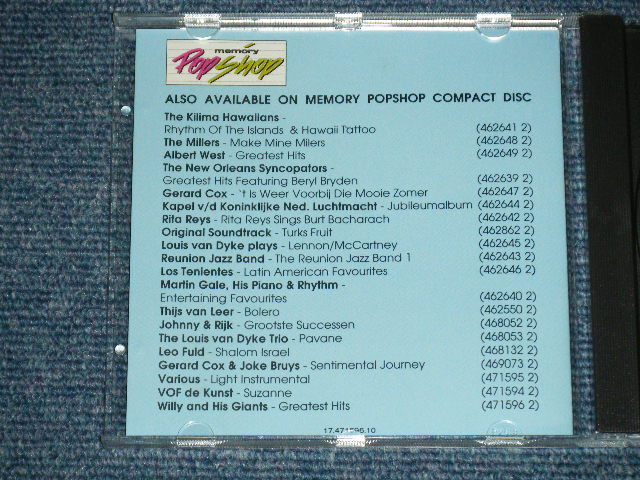 memory
Pop Shop
ALSO AVAILABLE ON MEMORY POPSHOP COMPACT DISC
The Kilima Hawaiians -
Rhythm Of The Islands & Hawaii Tattoo (462641 2)
The Millers - Make Mine Milers (462648 2)
Albert West - Greatest Hits (462649 2)
The New Orleans Syncopators -
Greatest Hits Featuring Beryl Bryden (462639 2)
Gerard Cox - 't Is Weer Voorbij Die Mooie Zomer (462647 2)
Kapel v/d Koninklijke Ned. Luchtmacht - Jubileumalbum (462644 2)
Rita Reys - Rita Reys Sings Burt Bacharach (462642 2)
Original Soundtrack - Turks Fruit (462862 2)
Louis van Dyke plays - Lennon/McCartney (462645 2)
Reunion Jazz Band - The Reunion Jazz Band 1 (462643 2)
Los Tenientes - Latin American Favourites (462646 2)
Martin Gale, His Piano & Rhythm -
Entertaining Favourites (462640 2)
Thijs van Leer - Bolero (462550 2)
Johnny & Rijk - Grootste Successen (468052 2)
The Louis van Dyke Trio - Pavane (468053 2)
Leo Fuld - Shalom Israel (468132 2)
Gerard Cox & Joke Bruys - Sentimental Journey (469073 2)
Various - Light Instrumental (471595 2)
VOF de Kunst - Suzanne (471594 2)
Willy and His Giants - Greatest Hits (471596 2)
17.471596.10